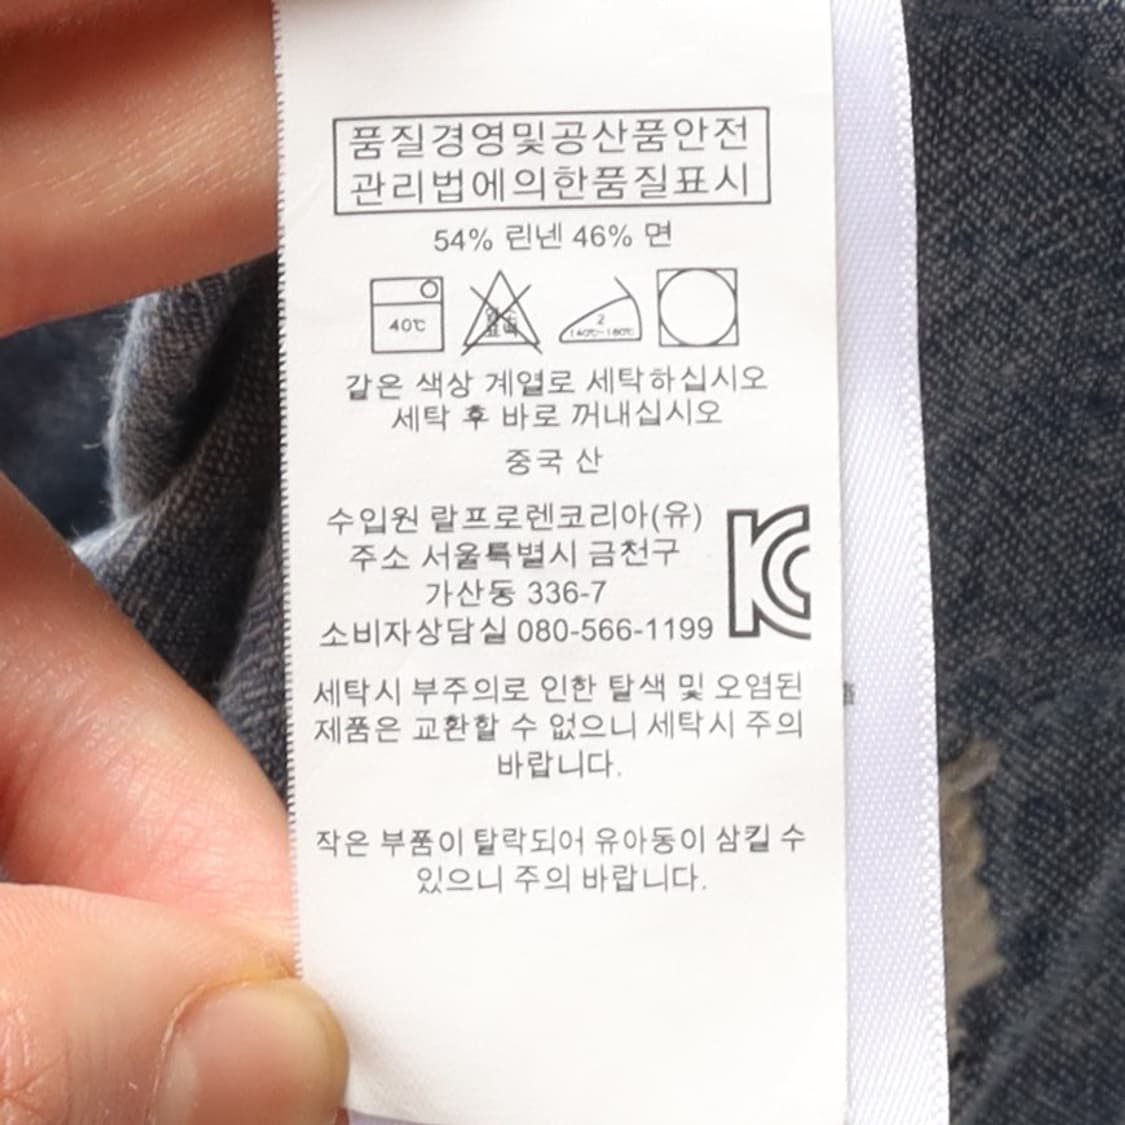 품질경영및공산품안전
관리법에의한품질표시
54% 린넨 46% 면
40℃
염소
표백
2
140℃~160℃
같은 색상 계열로 세탁하십시오
세탁 후 바로 꺼내십시오
중국 산
수입원 랄프로렌코리아(유)
주소 서울특별시 금천구
가산동 336-7
소비자상담실 080-566-1199
세탁시 부주의로 인한 탈색 및 오염된
제품은 교환할 수 없으니 세탁시 주의
바랍니다.
작은 부품이 탈락되어 유아동이 삼킬 수
있으니 주의 바랍니다.